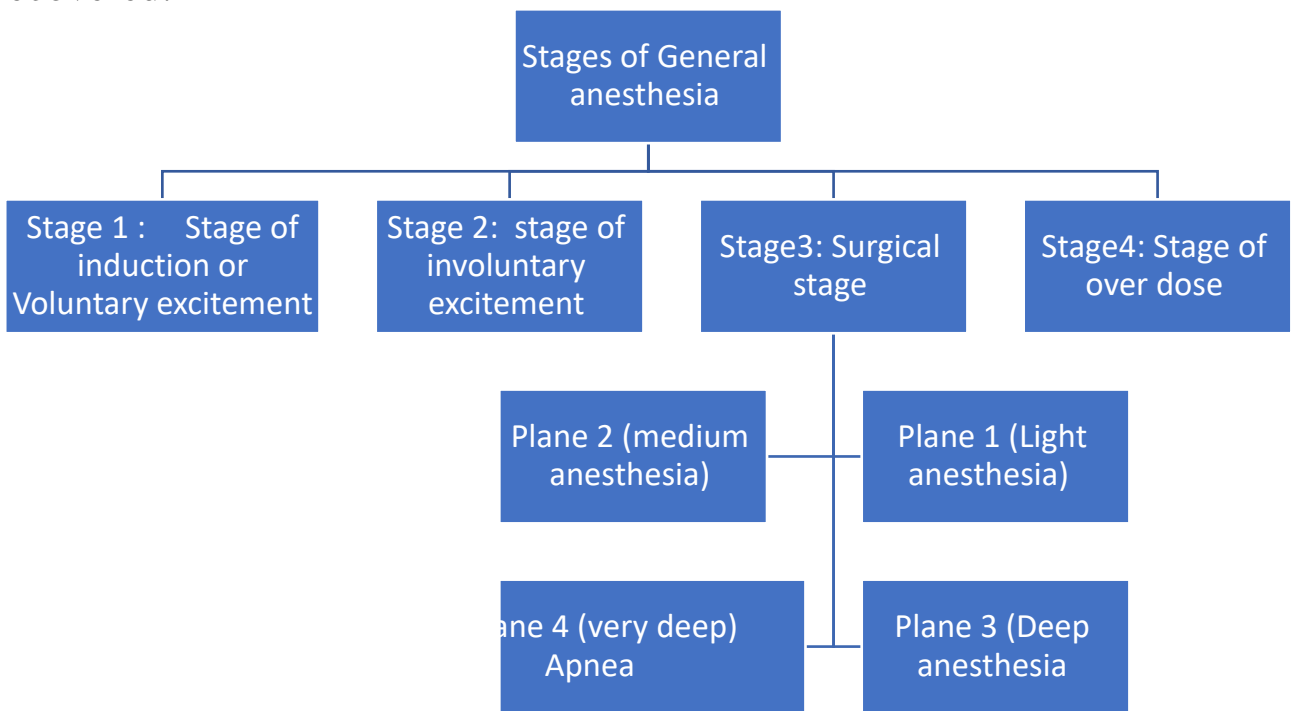 Stages of General
anesthesia
Stage 1 : Stage of
induction or
Voluntary excitement
Stage 2: stage of
involuntary
excitement
Stage3: Surgical
stage
Stage4: Stage of
over dose
Plane 2 (medium
anesthesia)
Plane 1 (Light
anesthesia)
ane 4 (very deep)
Apnea
Plane 3 (Deep
anesthesia